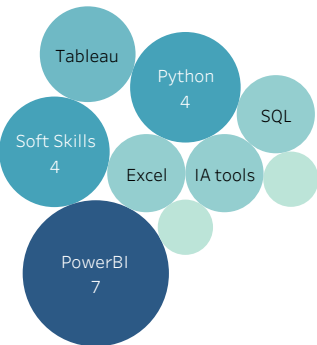 Tableau
Python
4
SQL
Soft Skills
4
Excel
IA tools
PowerBI
7